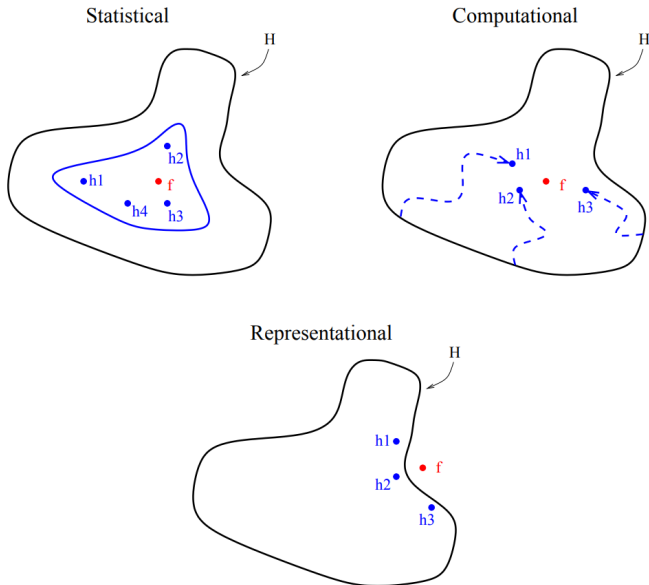 Statistical
H
h2
h1
f
h4
h3
Computational
H
h1
f
h2
h3
Representational
H
h1
f
h2
h3